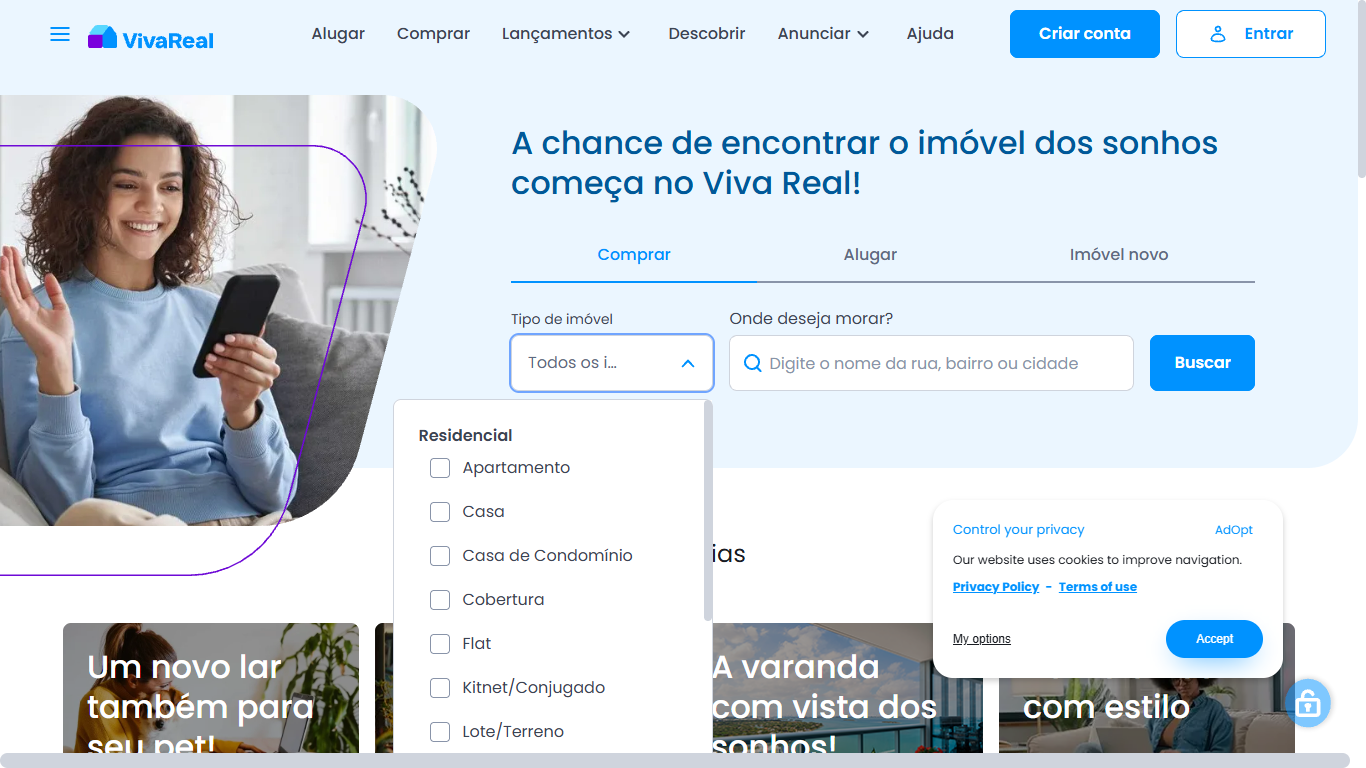 VivaReal
Alugar
Comprar
Lançamentos
Descobrir
Anunciar
Ajuda
Criar conta
Entrar
A chance de encontrar o imóvel dos sonhos
começa no Viva Real!
Comprar
Alugar
Imóvel novo
Tipo de imóvel
Onde deseja morar?
Todos os i...
Digite o nome da rua, bairro ou cidade
Buscar
Residencial
Apartamento
Casa
Casa de Condomínio
Cobertura
Flat
Kitnet/Conjugado
Lote/Terreno
ias
Control your privacy
AdOpt
Our website uses cookies to improve navigation.
Privacy Policy - Terms of use
My options
Accept
Um novo lar
também para
seu pet!
A varanda
com vista dos
sonhos!
com estilo